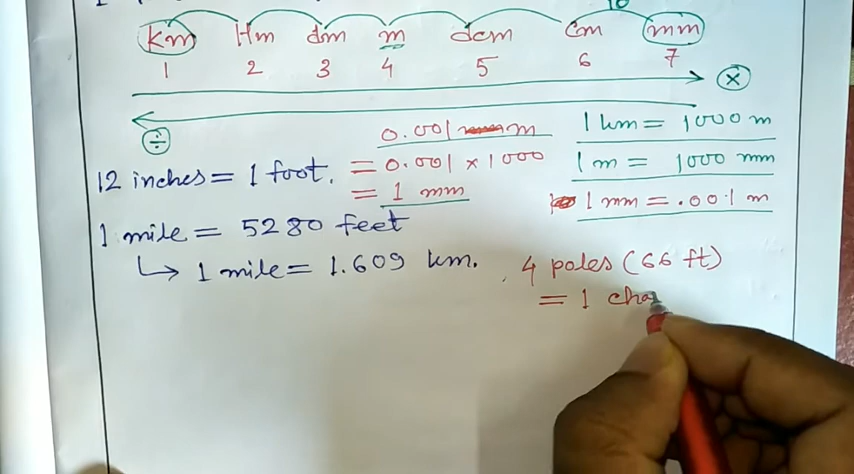 10
Km Hm dm m dcm Cm mm
1 2 3 4 5 6 7
×
÷
0.001 m
= 0.001 × 1000
= 1 mm
1 km = 1000 m
1 m = 1000 mm
1 mm = .001 m
12 inches = 1 foot.
1 mile = 5280 feet
↳ 1 mile = 1.609 km.
4 poles (66 ft)
= 1 cha